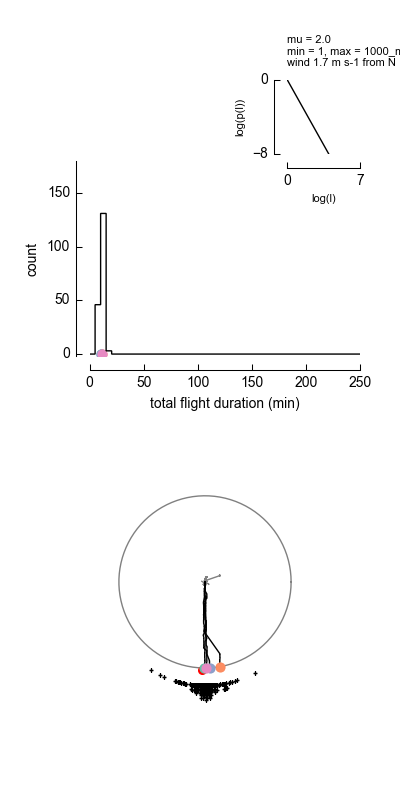 mu = 2.0
min = 1, max = 1000_m
wind 1.7 m s-1 from N
0
−8
log(p(l))
0 7
log(l)
150
100
50
0
count
0 50 100 150 200 250
total flight duration (min)